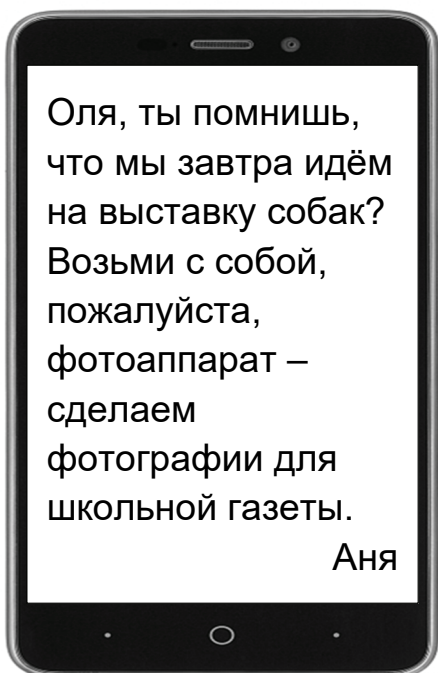 Оля, ты помнишь,
что мы завтра идём
на выставку собак?
Возьми с собой,
пожалуйста,
фотоаппарат –
сделаем
фотографии для
школьной газеты.
Аня